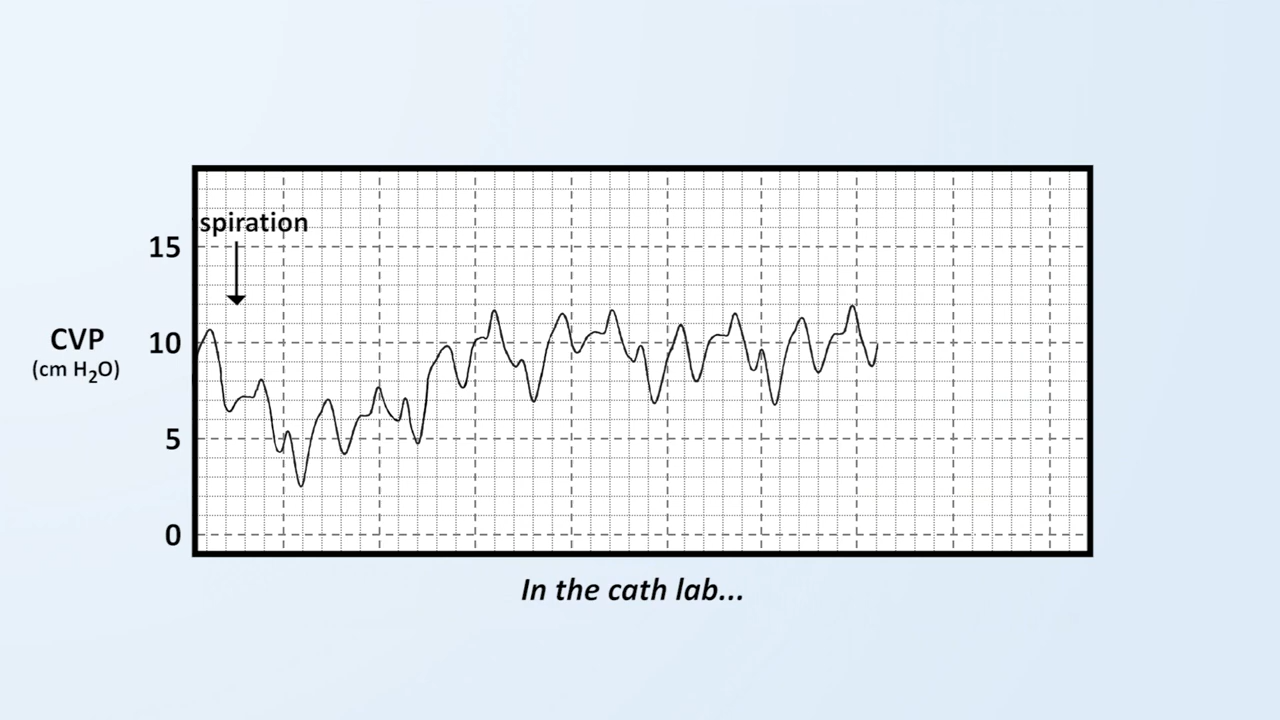 spiration
15
CVP
10
(cm H₂O)
5
0
In the cath lab...